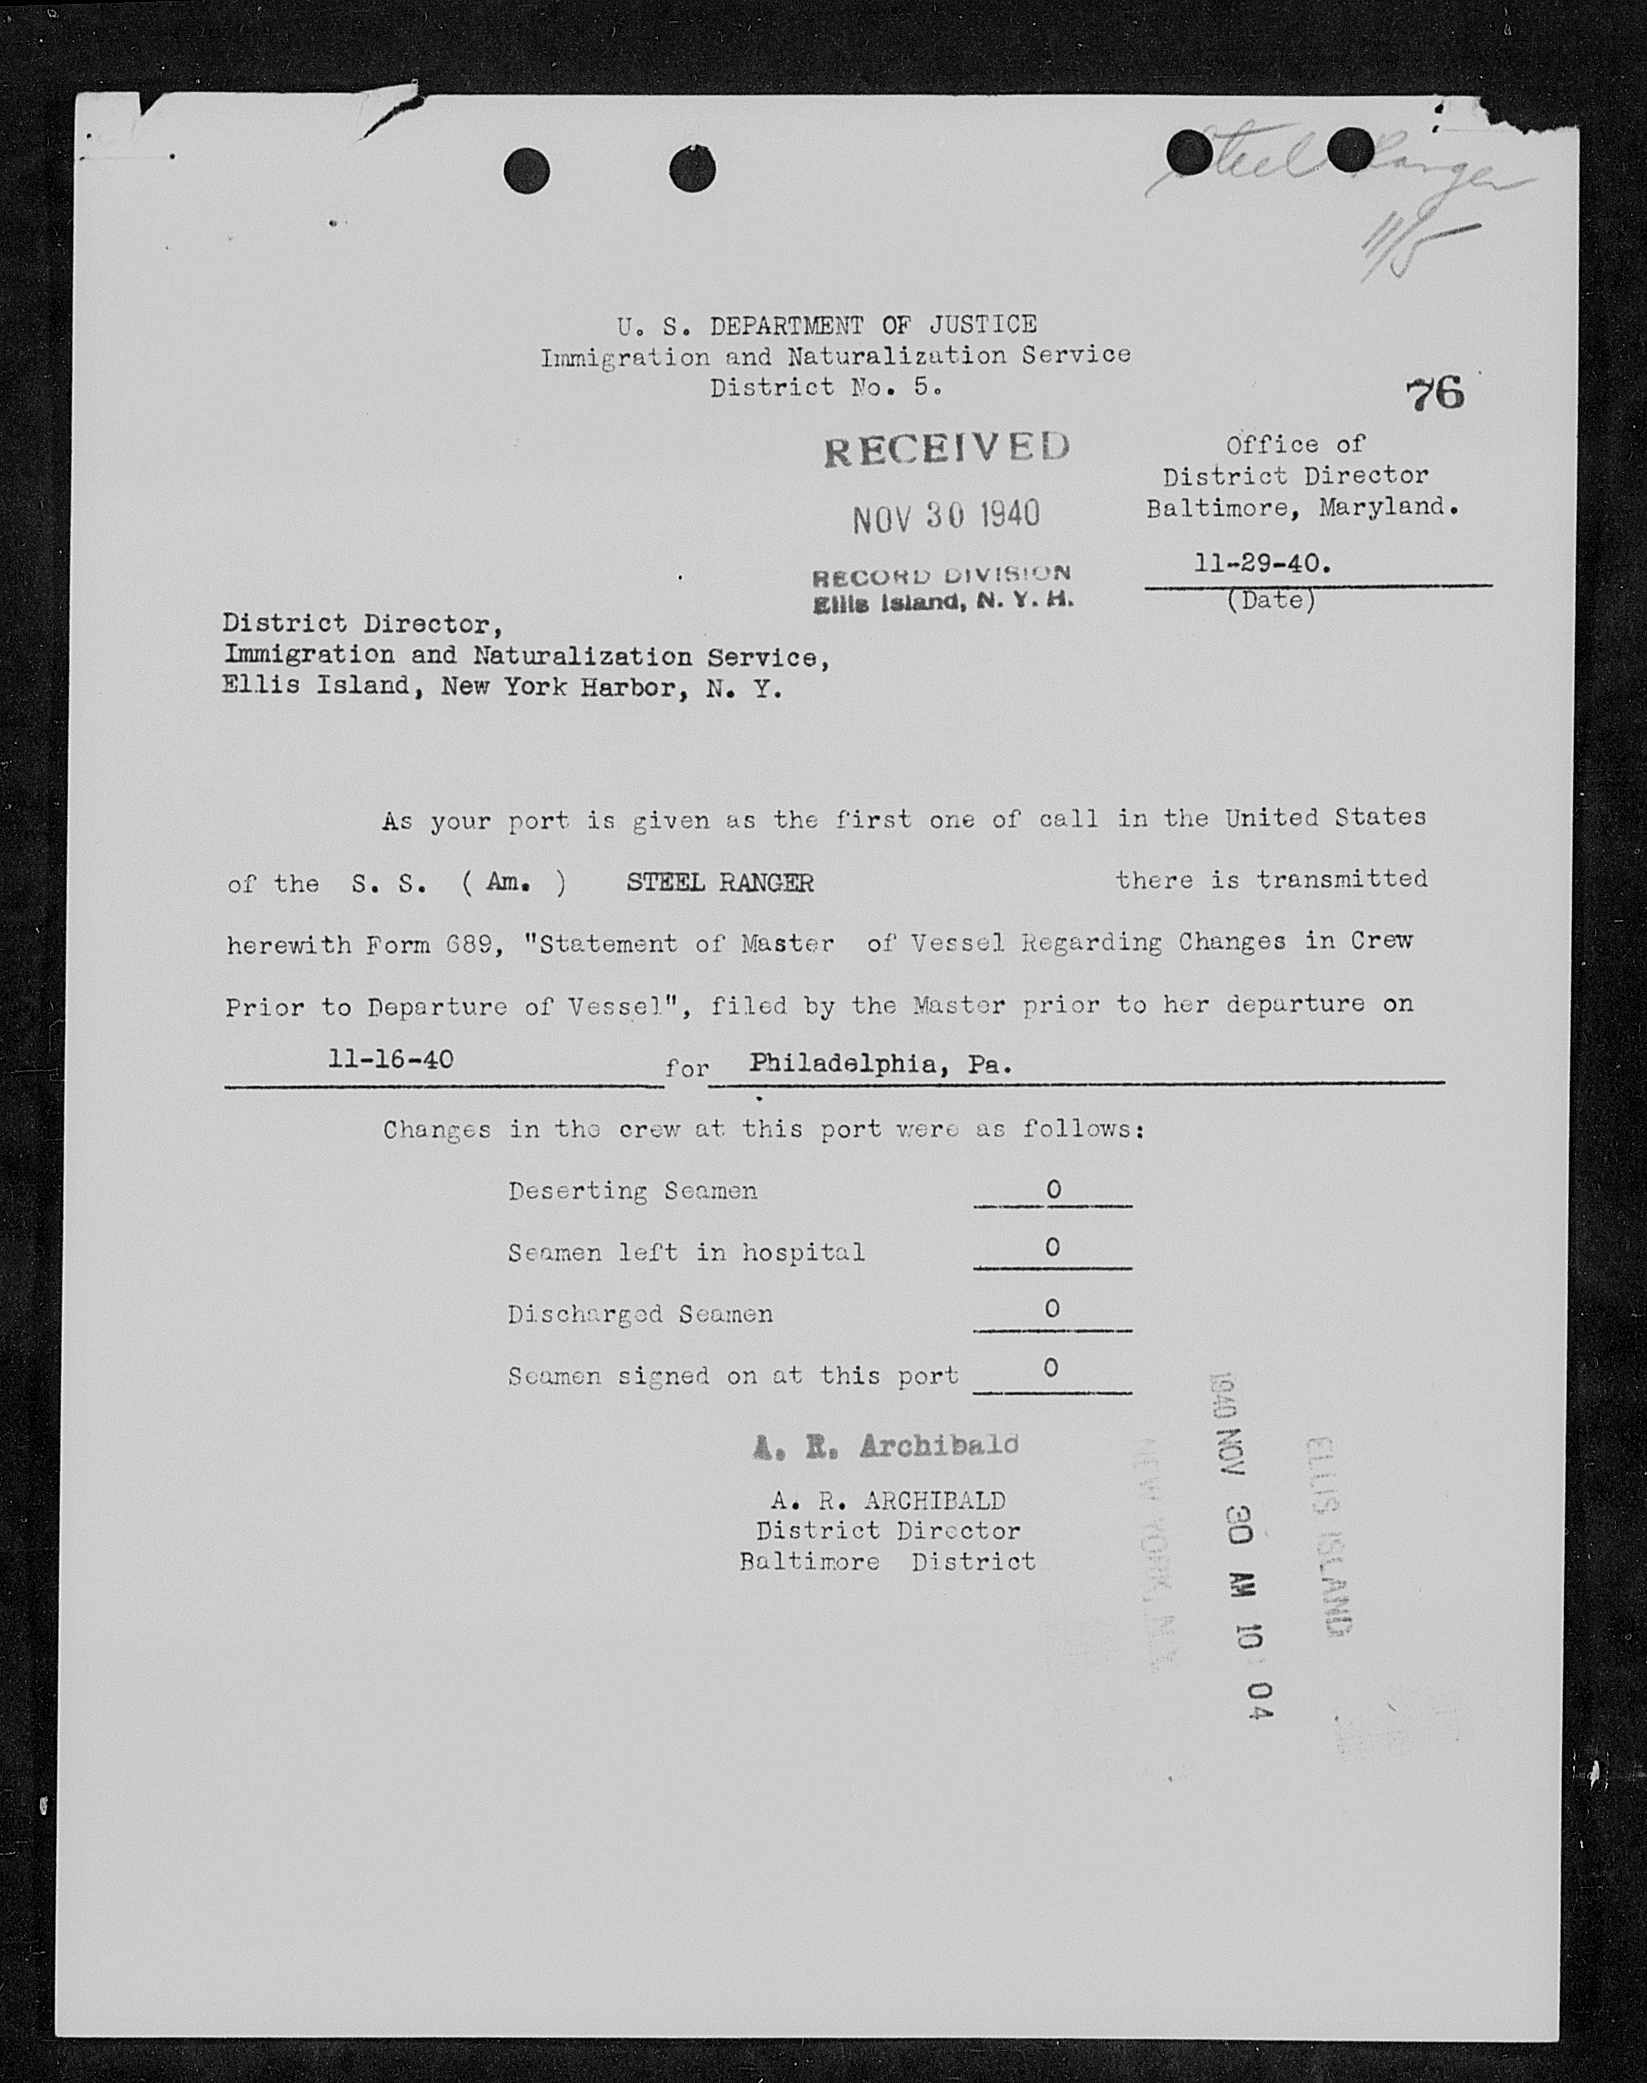 Steel Ranger
11/5
U. S. DEPARTMENT OF JUSTICE
Immigration and Naturalization Service
District No. 5.
76
RECEIVED
NOV 30 1940
RECORD DIVISION
Ellis Island, N. Y. H.
Office of
District Director
Baltimore, Maryland.
11-29-40.
(Date)
District Director,
Immigration and Naturalization Service,
Ellis Island, New York Harbor, N. Y.
As your port is given as the first one of call in the United States
of the S. S. ( Am. ) STEEL RANGER there is transmitted
herewith Form 689, "Statement of Master of Vessel Regarding Changes in Crew
Prior to Departure of Vessel", filed by the Master prior to her departure on
11-16-40 for Philadelphia, Pa.
Changes in the crew at this port were as follows:
Deserting Seamen 0
Seamen left in hospital 0
Discharged Seamen 0
Seamen signed on at this port 0
A. R. Archibald
A. R. ARCHIBALD
District Director
Baltimore District
ELLIS ISLAND
1940 NOV 30 AM 10 04
NEW YORK, N.Y.